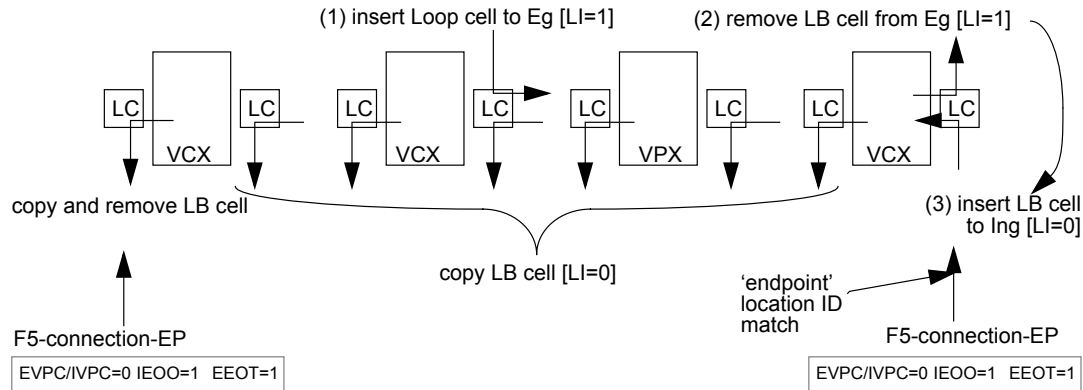 (1) insert Loop cell to Eg [LI=1]
(2) remove LB cell from Eg [LI=1]
LC
LC
LC
LC
LC
LC
LC
LC
VCX
VCX
VPX
VCX
copy and remove LB cell
(3) insert LB cell
to Ing [LI=0]
copy LB cell [LI=0]
‘endpoint’
location ID
match
F5-connection-EP
F5-connection-EP
EVPC/IVPC=0 IEOO=1 EEOT=1
EVPC/IVPC=0 IEOO=1 EEOT=1